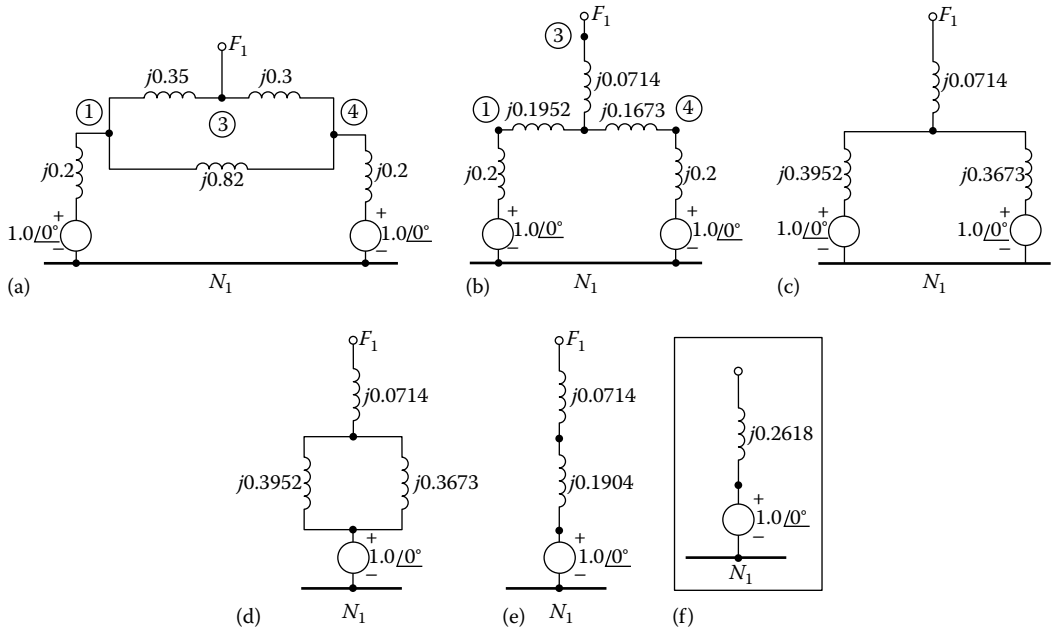 F1
j0.35 j0.3
1 3 4
j0.2 j0.82 j0.2
+ +
1.0/0° 1.0/0°
− −
N1
(a)
F1
3
j0.0714
1 j0.1952 j0.1673 4
j0.2 j0.2
+ +
1.0/0° 1.0/0°
− −
N1
(b)
F1
j0.0714
j0.3952 j0.3673
+ +
1.0/0° 1.0/0°
− −
N1
(c)
F1
j0.0714
j0.3952 j0.3673
+
1.0/0°
−
N1
(d)
F1
j0.0714
j0.1904
+
1.0/0°
−
N1
(e)
j0.2618
+
1.0/0°
−
N1
(f)